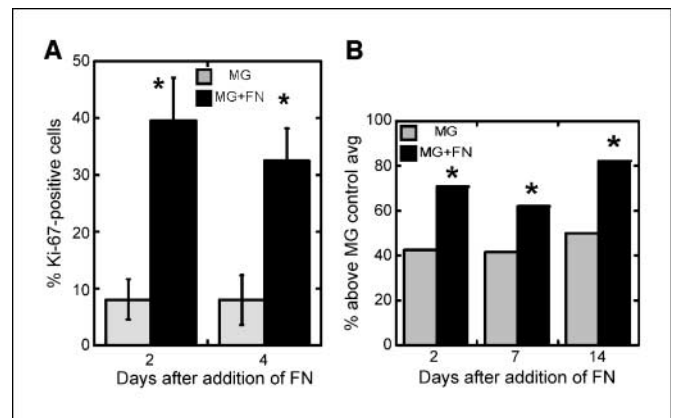 A
50
40
30
20
10
0
% Ki-67-positive cells
MG
MG+FN
*
*
2
4
Days after addition of FN
B
100
80
60
40
20
0
% above MG control avg
MG
MG+FN
*
*
*
2
7
14
Days after addition of FN